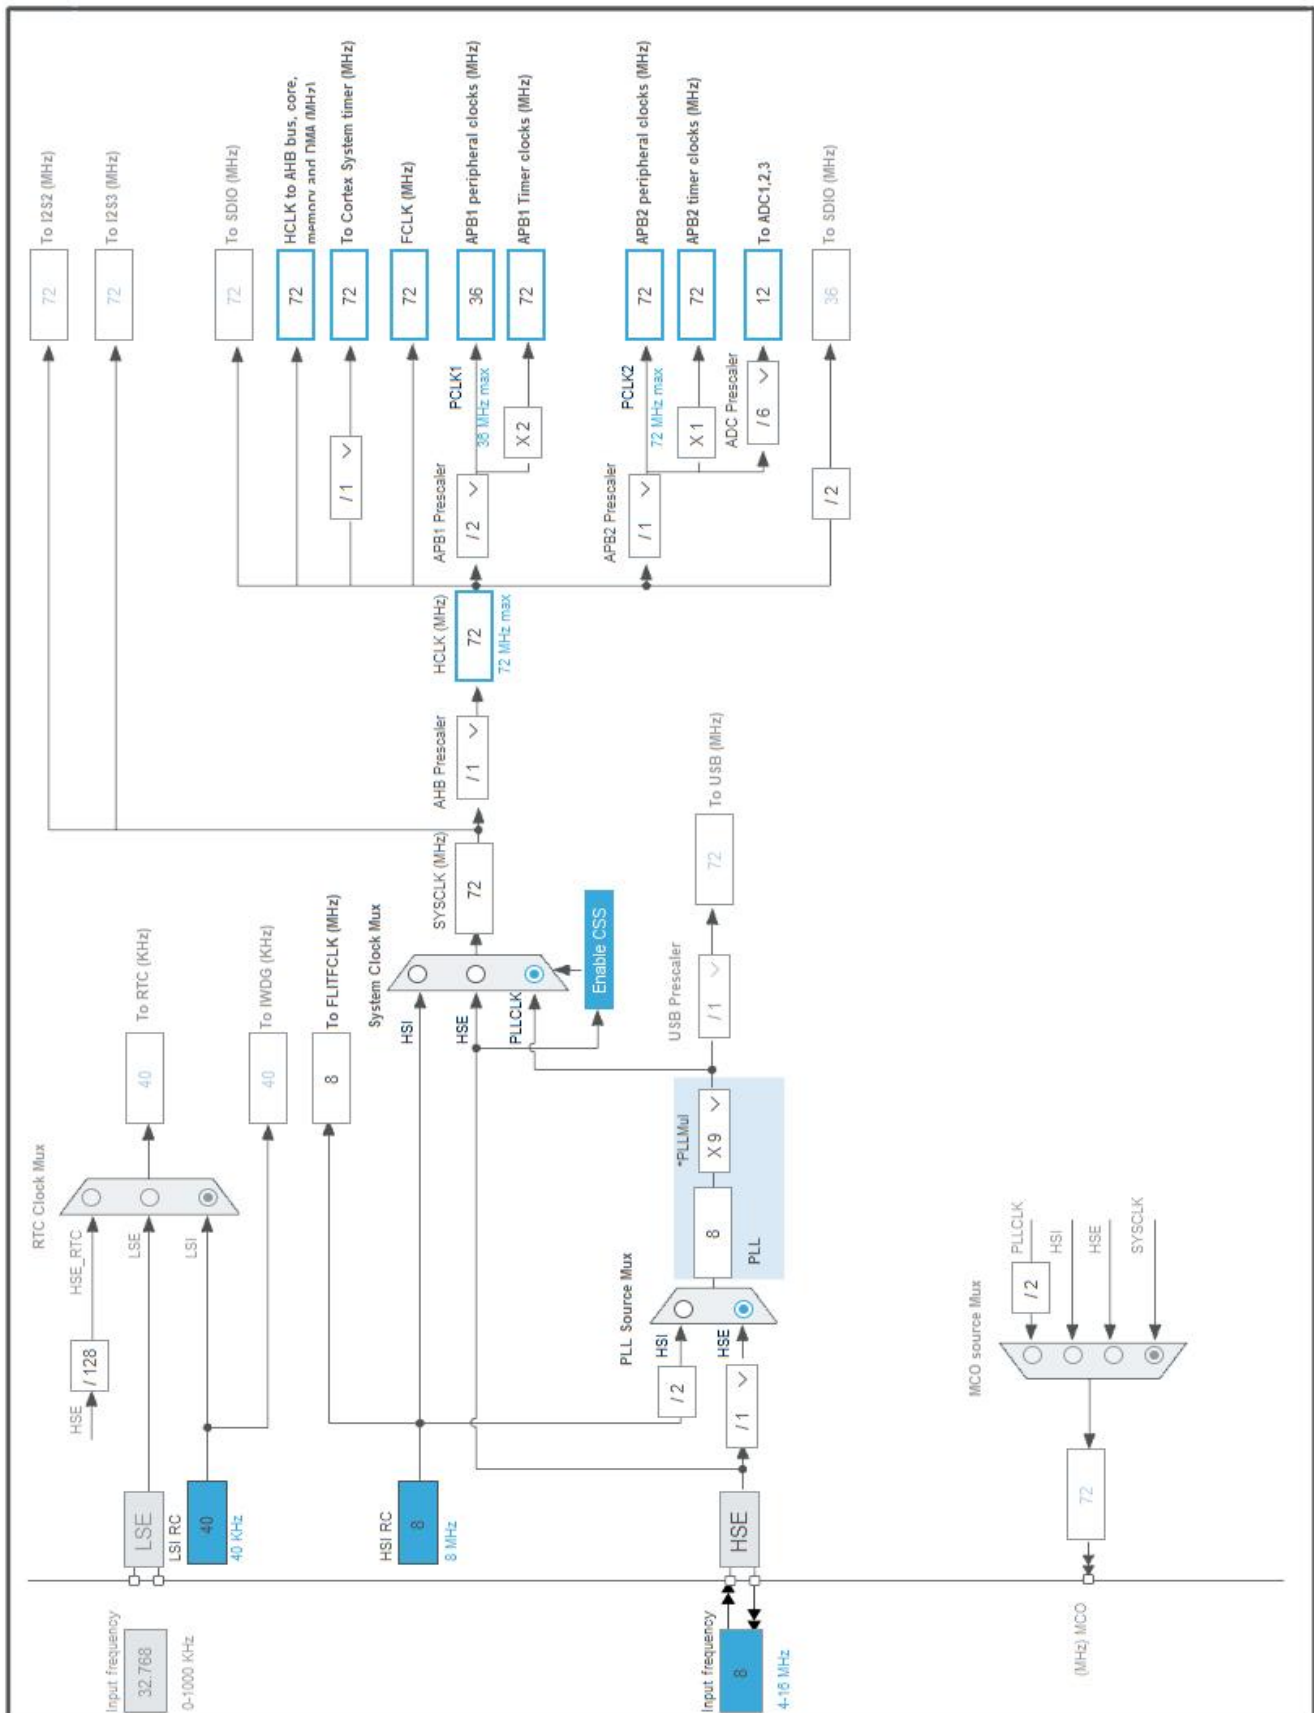 To I2S2 (MHz)
72
To I2S3 (MHz)
72
RTC Clock Mux
HSE
/ 128
HSE_RTC
Input frequency
32.768
0-1000 KHz
LSE
LSE
40
To RTC (KHz)
LSI RC
40
40 KHz
LSI
40
To IWDG (KHz)
72
To SDIO (MHz)
72
HCLK to AHB bus, core,
memory and DMA (MHz)
/ 1
72
To Cortex System timer (MHz)
8
To FLITFCLK (MHz)
System Clock Mux
72
FCLK (MHz)
HSI RC
8
8 MHz
HSI
HSE
PLLCLK
Enable CSS
SYSCLK (MHz)
72
AHB Prescaler
/ 1
HCLK (MHz)
72
72 MHz max
APB1 Prescaler
/ 2
PCLK1
36 MHz max
36
APB1 peripheral clocks (MHz)
X 2
72
APB1 Timer clocks (MHz)
APB2 Prescaler
/ 1
PCLK2
72 MHz max
72
APB2 peripheral clocks (MHz)
X 1
72
APB2 timer clocks (MHz)
ADC Prescaler
/ 6
12
To ADC1,2,3
/ 2
36
To SDIO (MHz)
PLL Source Mux
/ 2
HSI
Input frequency
8
4-16 MHz
HSE
/ 1
HSE
8
*PLLMul
X 9
PLL
USB Prescaler
/ 1
72
To USB (MHz)
MCO source Mux
(MHz) MCO
72
/ 2
PLLCLK
HSI
HSE
SYSCLK